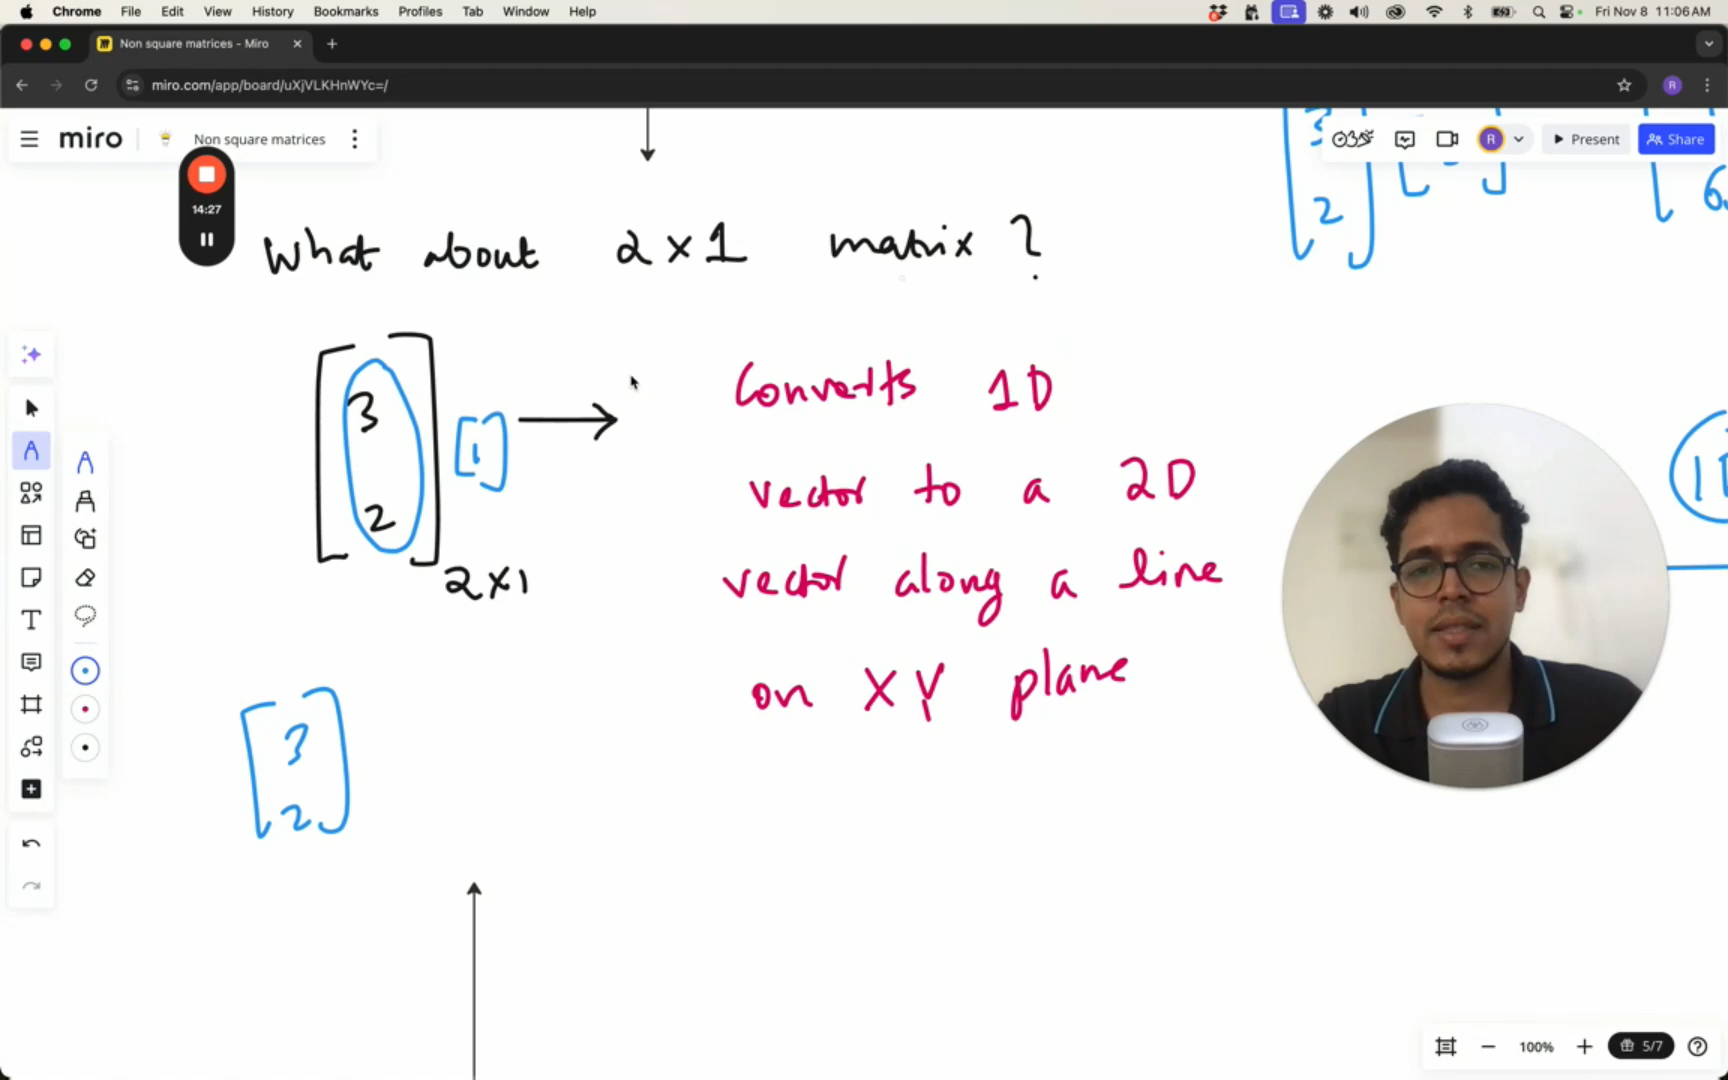 Chrome File Edit View History Bookmarks Profiles Tab Window Help Fri Nov 8 11:06 AM
Non square matrices - Miro
miro.com/app/board/uXjVLKHnWYc=/ R
miro Non square matrices R Present Share
14:27
What about 2×1 matrix?
3
2
[1]
2×1
2
6
Converts 1D
vector to a 2D
vector along a line
on XY plane
3
2
100% 5/7